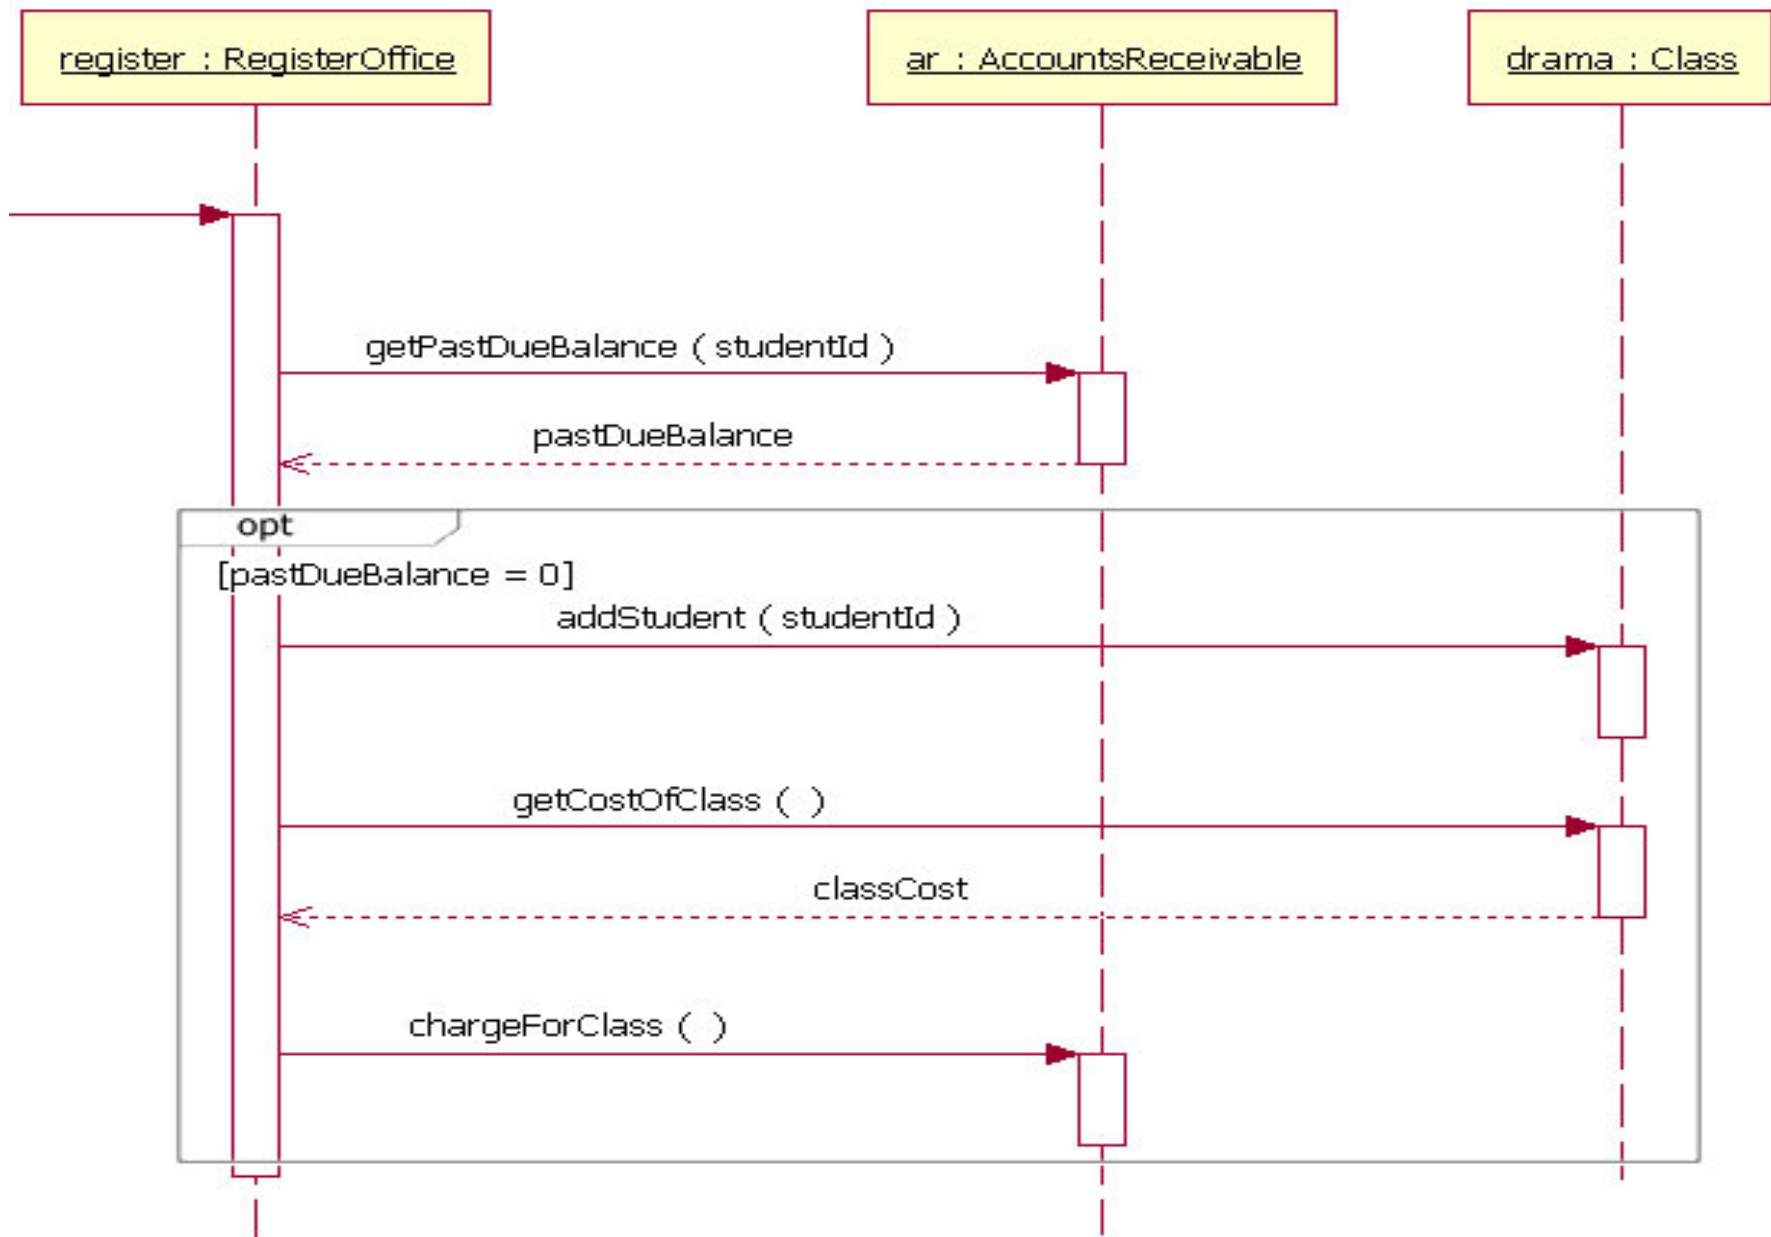 register : RegisterOffice
ar : AccountsReceivable
drama : Class
getPastDueBalance ( studentId )
pastDueBalance
opt
[pastDueBalance = 0]
addStudent ( studentId )
getCostOfClass (  )
classCost
chargeForClass (  )